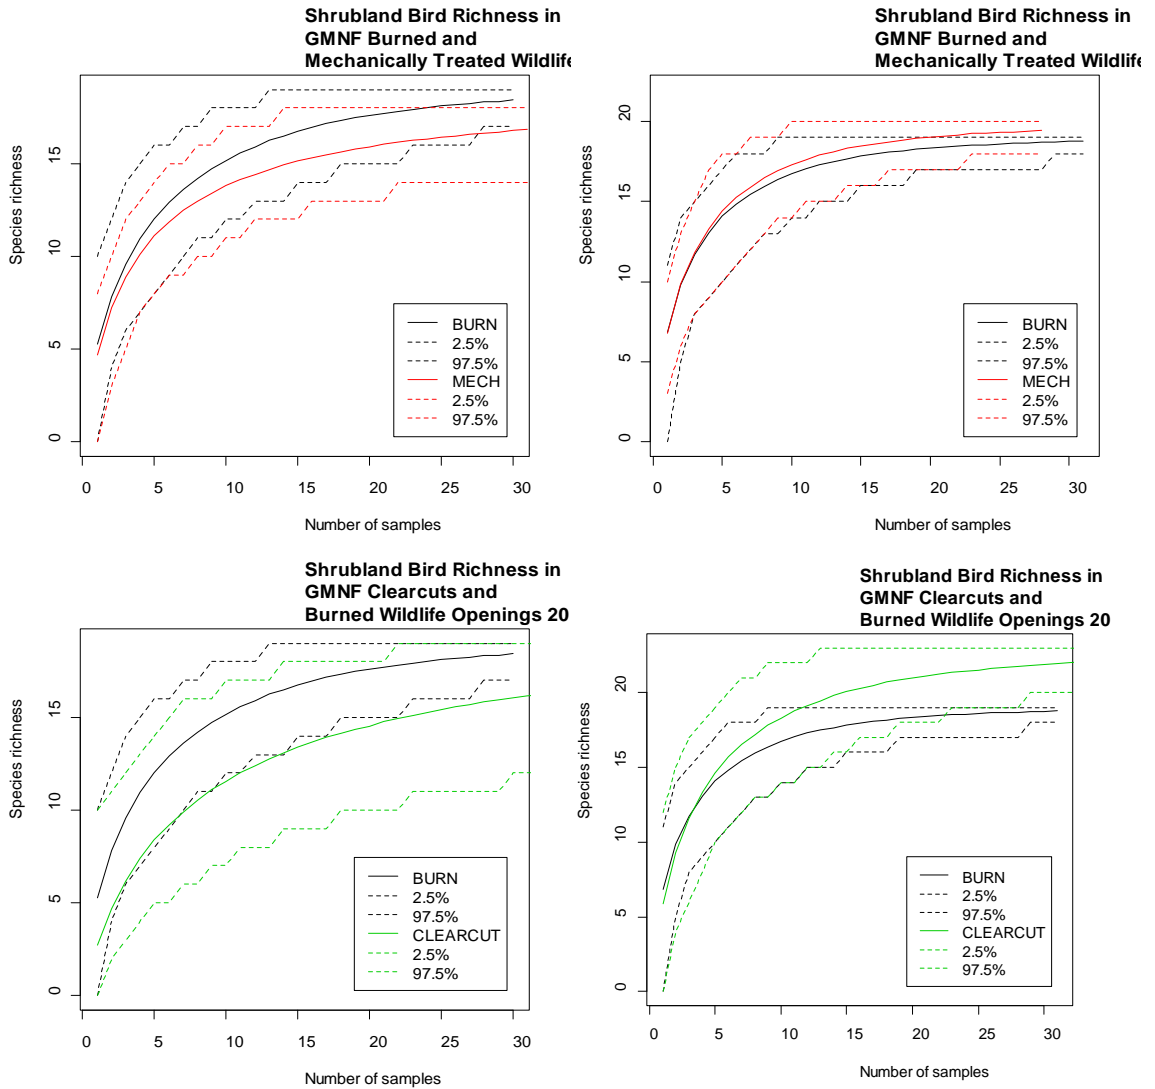 Shrubland Bird Richness in
GMNF Burned and
Mechanically Treated Wildlife
Species richness
15
10
5
0
BURN
2.5%
97.5%
MECH
2.5%
97.5%
0 5 10 15 20 25 30
Number of samples
Shrubland Bird Richness in
GMNF Burned and
Mechanically Treated Wildlife
Species richness
20
15
10
5
0
BURN
2.5%
97.5%
MECH
2.5%
97.5%
0 5 10 15 20 25 30
Number of samples
Shrubland Bird Richness in
GMNF Clearcuts and
Burned Wildlife Openings 20
Species richness
15
10
5
0
BURN
2.5%
97.5%
CLEARCUT
2.5%
97.5%
0 5 10 15 20 25 30
Number of samples
Shrubland Bird Richness in
GMNF Clearcuts and
Burned Wildlife Openings 20
Species richness
20
15
10
5
0
BURN
2.5%
97.5%
CLEARCUT
2.5%
97.5%
0 5 10 15 20 25 30
Number of samples